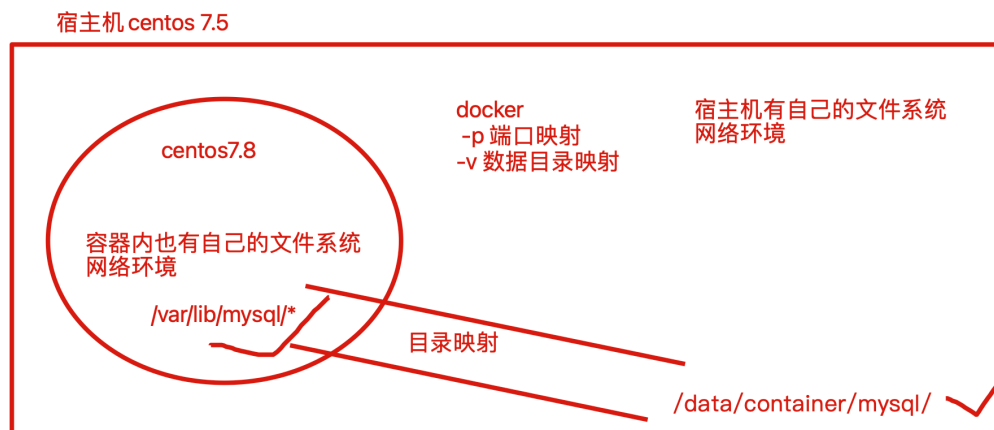 宿主机 centos 7.5
docker
-p 端口映射
-v 数据目录映射
宿主机有自己的文件系统
网络环境
centos7.8
容器内也有自己的文件系统
网络环境
/var/lib/mysql/*
目录映射
/data/container/mysql/